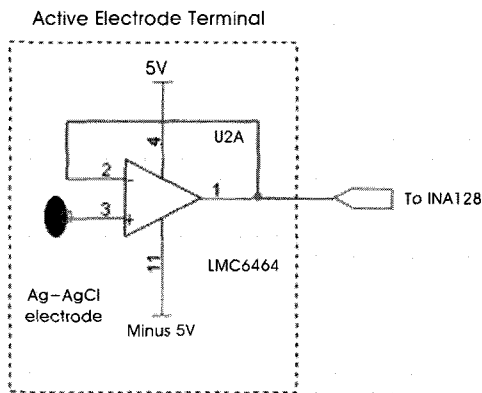 Active Electrode Terminal
5V
4
U2A
2
-
1
To INA128
3
+
11
LMC6464
Ag-AgCl
electrode
Minus 5V